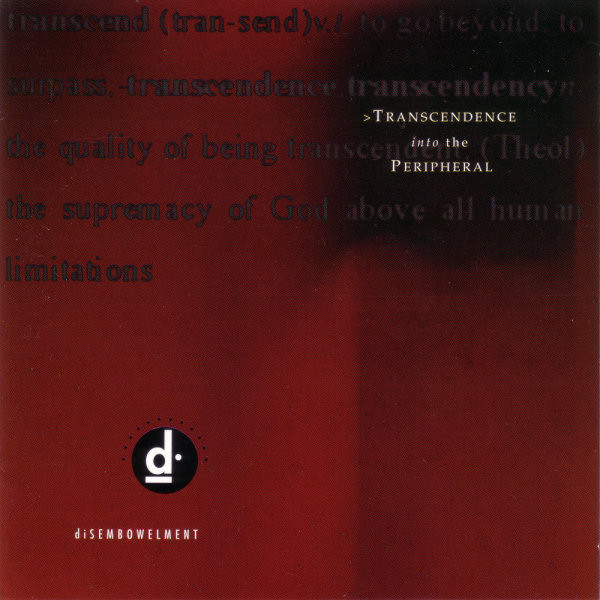 transcend (tran-send) v.t. to go beyond, to
surpass, -transcendence transcendency n.
the quality of being transcendent. (Theol)
the supremacy of God above all human
limitations
>TRANSCENDENCE
into the
PERIPHERAL
d.
diSEMBOWELMENT